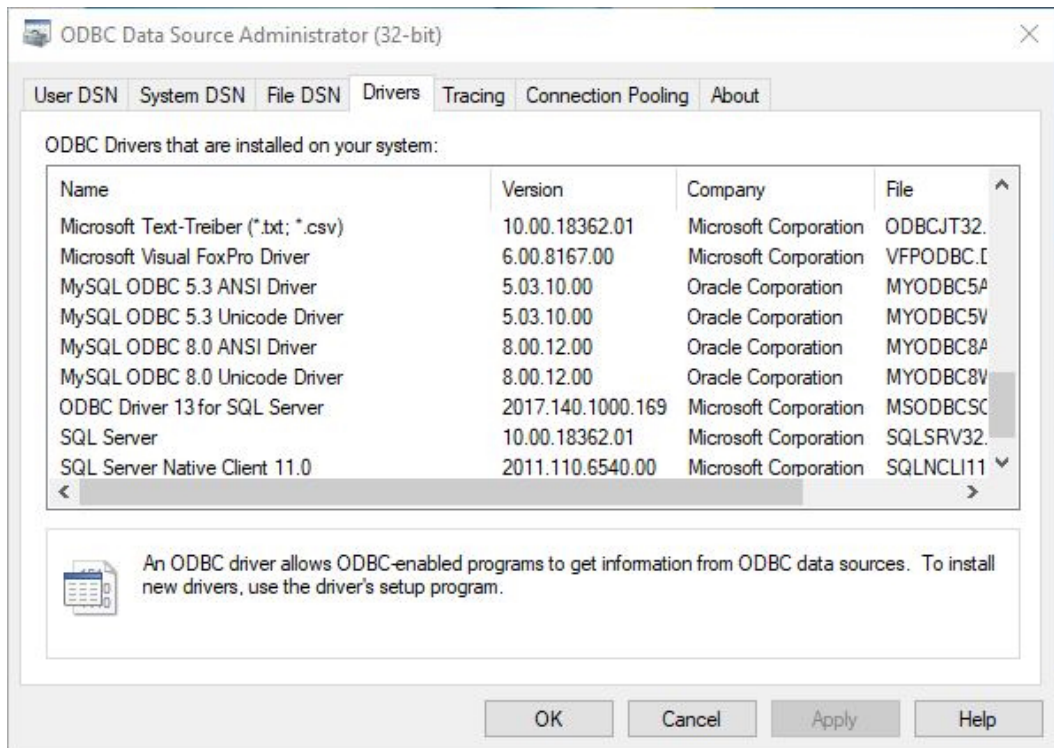 ODBC Data Source Administrator (32-bit)
User DSN System DSN File DSN Drivers Tracing Connection Pooling About
ODBC Drivers that are installed on your system:
Name Version Company File
Microsoft Text-Treiber (*.txt; *.csv) 10.00.18362.01 Microsoft Corporation ODBCJT32.
Microsoft Visual FoxPro Driver 6.00.8167.00 Microsoft Corporation VFPODBC.
MySQL ODBC 5.3 ANSI Driver 5.03.10.00 Oracle Corporation MYODBC5A
MySQL ODBC 5.3 Unicode Driver 5.03.10.00 Oracle Corporation MYODBC5
MySQL ODBC 8.0 ANSI Driver 8.00.12.00 Oracle Corporation MYODBC8A
MySQL ODBC 8.0 Unicode Driver 8.00.12.00 Oracle Corporation MYODBC8
ODBC Driver 13 for SQL Server 2017.140.1000.169 Microsoft Corporation MSODBCS
SQL Server 10.00.18362.01 Microsoft Corporation SQLSRV32.
SQL Server Native Client 11.0 2011.110.6540.00 Microsoft Corporation SQLNCLI11
An ODBC driver allows ODBC-enabled programs to get information from ODBC data sources. To install
new drivers, use the driver's setup program.
OK Cancel Apply Help